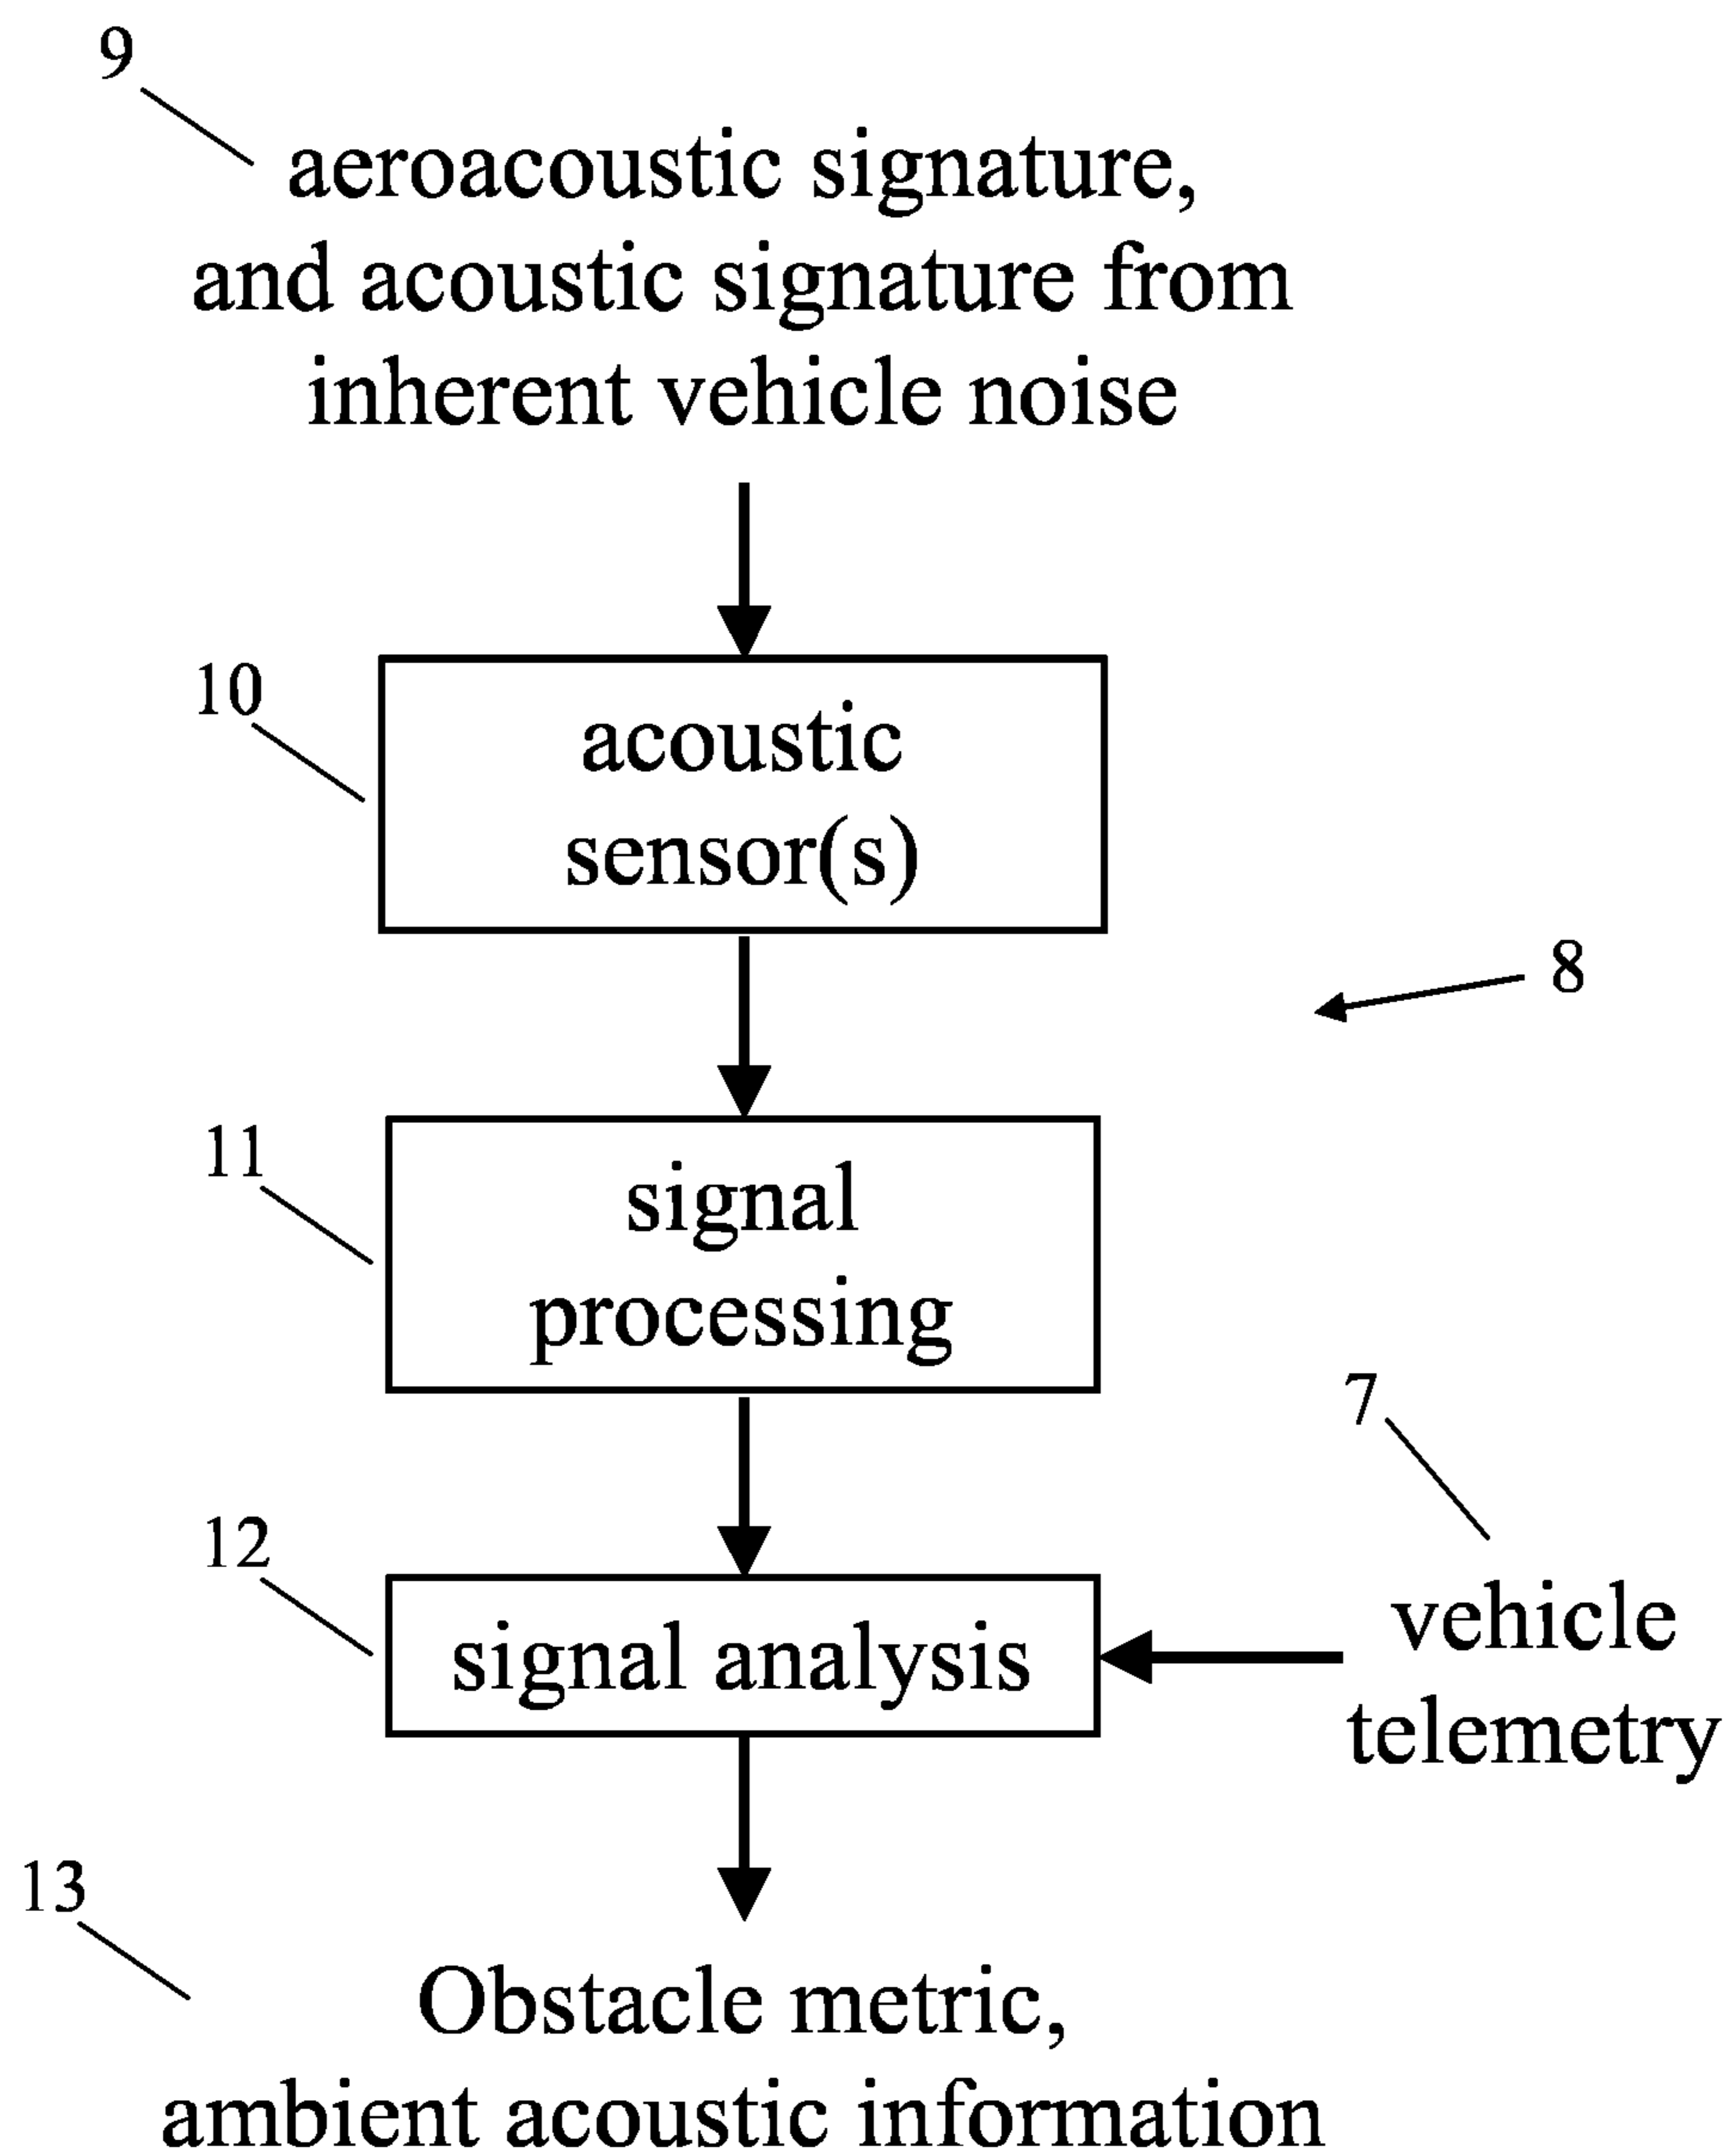 9
aeroacoustic signature,
and acoustic signature from
inherent vehicle noise
10
acoustic
sensor(s)
8
11
signal
processing
7
12
signal analysis
vehicle
telemetry
13
Obstacle metric,
ambient acoustic information